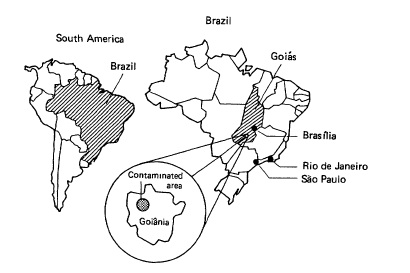 Brazil
South America
Brazil
Goiás
Brasília
Rio de Janeiro
São Paulo
Contaminated
area
Goiânia